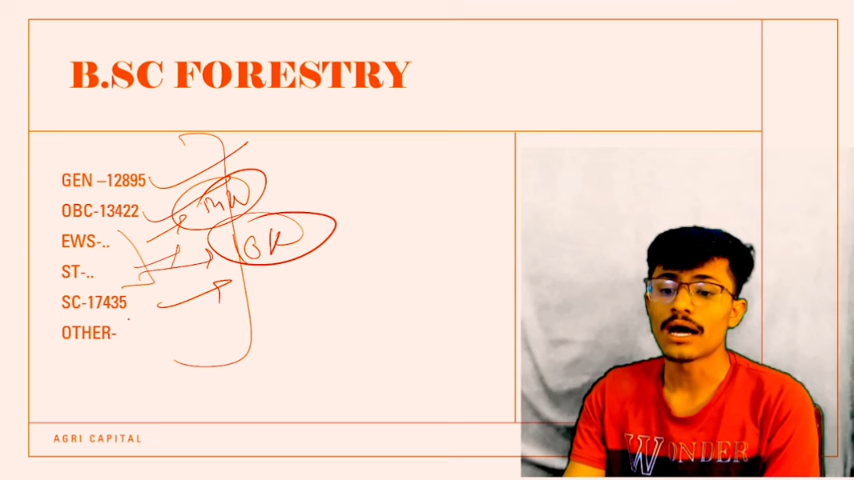 B.SC FORESTRY
GEN –12895
OBC-13422
EWS-..
ST-..
SC-17435
OTHER-
AGRI CAPITAL
WONDER